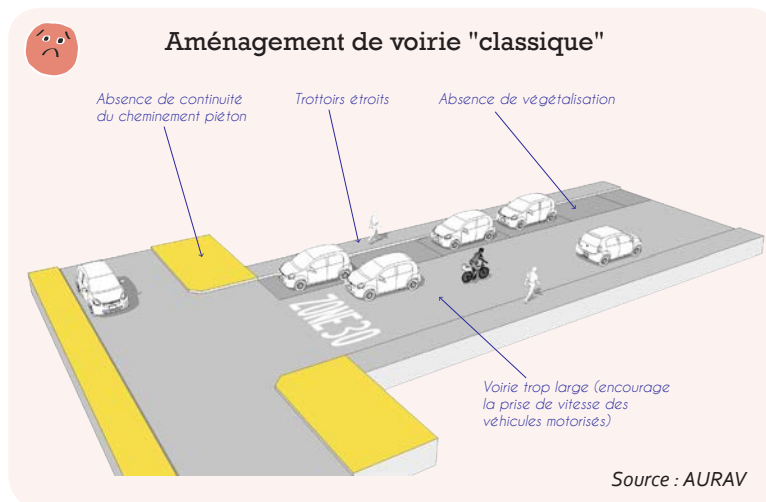 Aménagement de voirie "classique"
Absence de continuité
du cheminement piéton
Trottoirs étroits
Absence de végétalisation
ZONE 30
Voirie trop large (encourage
la prise de vitesse des
véhicules motorisés)
Source : AURAV